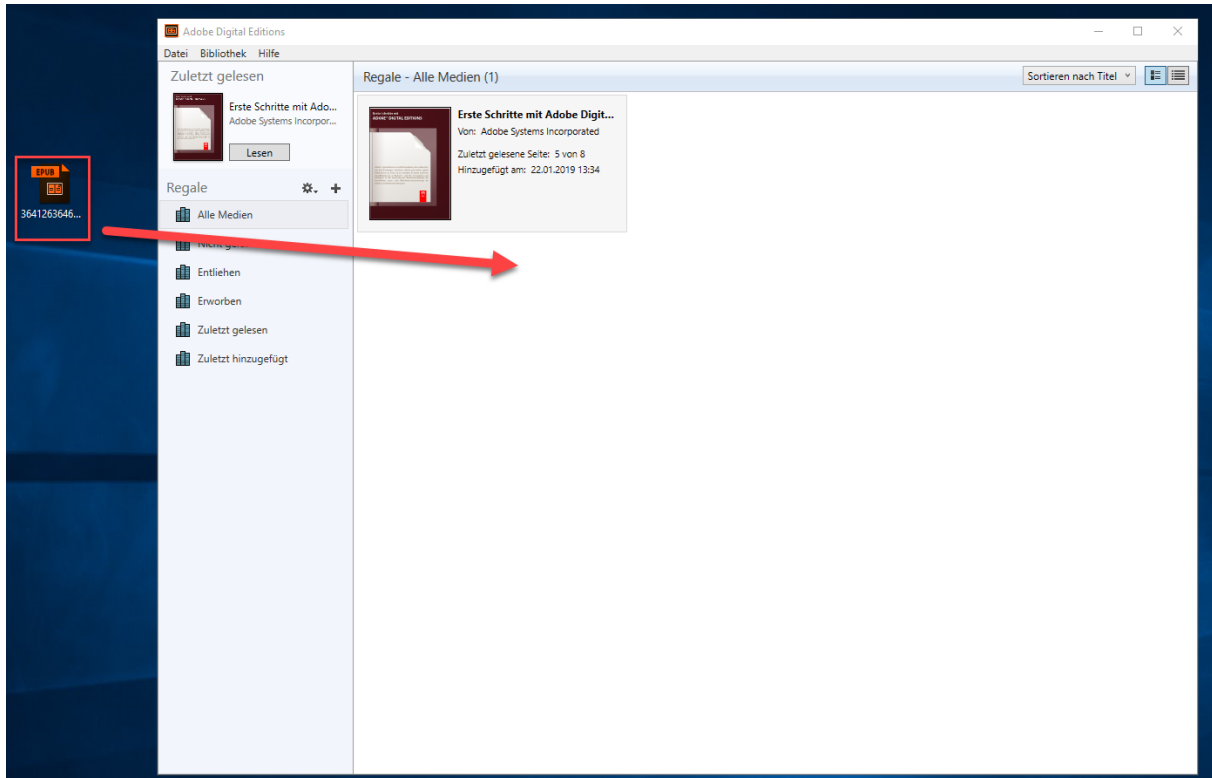 Adobe Digital Editions
Datei Bibliothek Hilfe
Zuletzt gelesen
Erste Schritte mit Ado...
Adobe Systems Incorpor...
Lesen
EPUB
3641263646...
Regale
Alle Medien
Entliehen
Erworben
Zuletzt gelesen
Zuletzt hinzugefügt
Regale - Alle Medien (1)
Sortieren nach Titel
Erste Schritte mit Adobe Digit...
Von: Adobe Systems Incorporated
Zuletzt gelesene Seite: 5 von 8
Hinzugefügt am: 22.01.2019 13:34